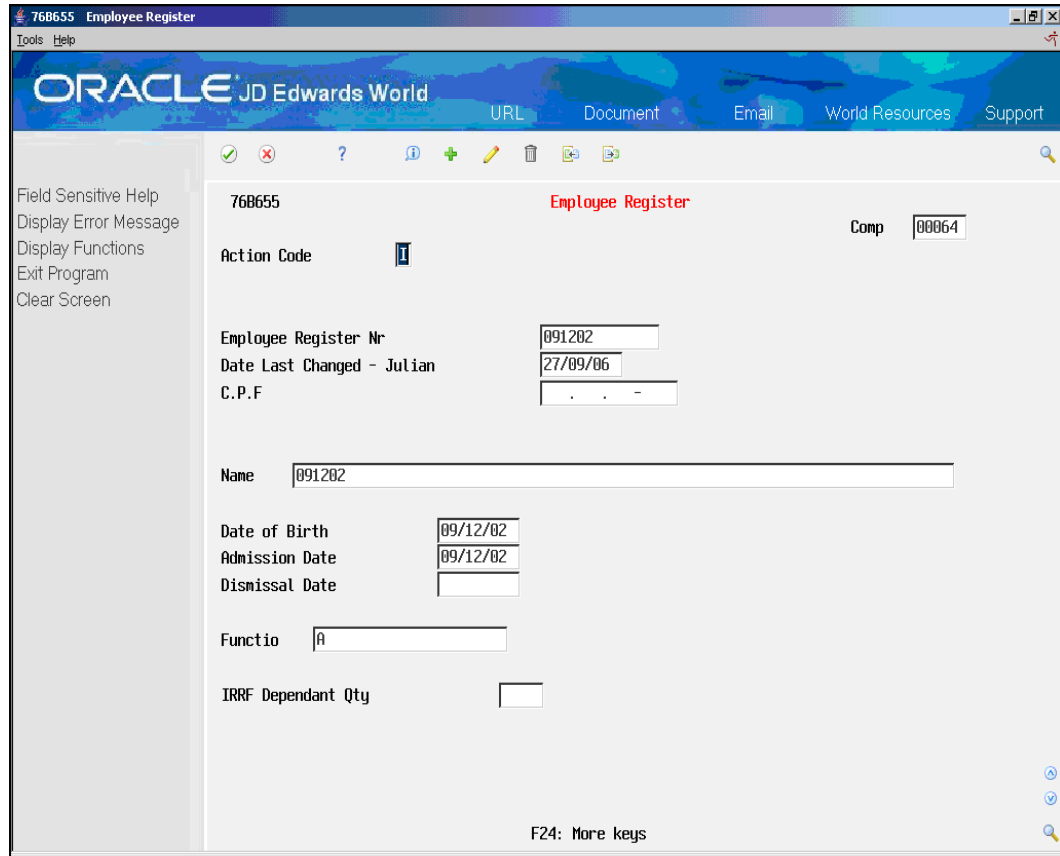 76B655 Employee Register
Tools Help
ORACLE JD Edwards World
URL Document Email World Resources Support
?
Field Sensitive Help
Display Error Message
Display Functions
Exit Program
Clear Screen
76B655 Employee Register
Comp 00064
Action Code I
Employee Register Nr 091202
Date Last Changed - Julian 27/09/06
C.P.F . . -
Name 091202
Date of Birth 09/12/02
Admission Date 09/12/02
Dismissal Date
Functio A
IRRF Dependant Qty
F24: More keys